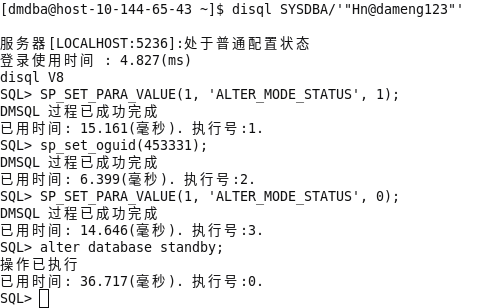 [dmdba@host-10-144-65-43 ~]$ disql SYSDBA/'"Hn@dameng123"'
服务器[LOCALHOST:5236]:处于普通配置状态
登录使用时间 : 4.827(ms)
disql V8
SQL> SP_SET_PARA_VALUE(1, 'ALTER_MODE_STATUS', 1);
DMSQL 过程已成功完成
已用时间: 15.161(毫秒). 执行号:1.
SQL> sp_set_oguid(453331);
DMSQL 过程已成功完成
已用时间: 6.399(毫秒). 执行号:2.
SQL> SP_SET_PARA_VALUE(1, 'ALTER_MODE_STATUS', 0);
DMSQL 过程已成功完成
已用时间: 14.646(毫秒). 执行号:3.
SQL> alter database standby;
操作已执行
已用时间: 36.717(毫秒). 执行号:0.
SQL>